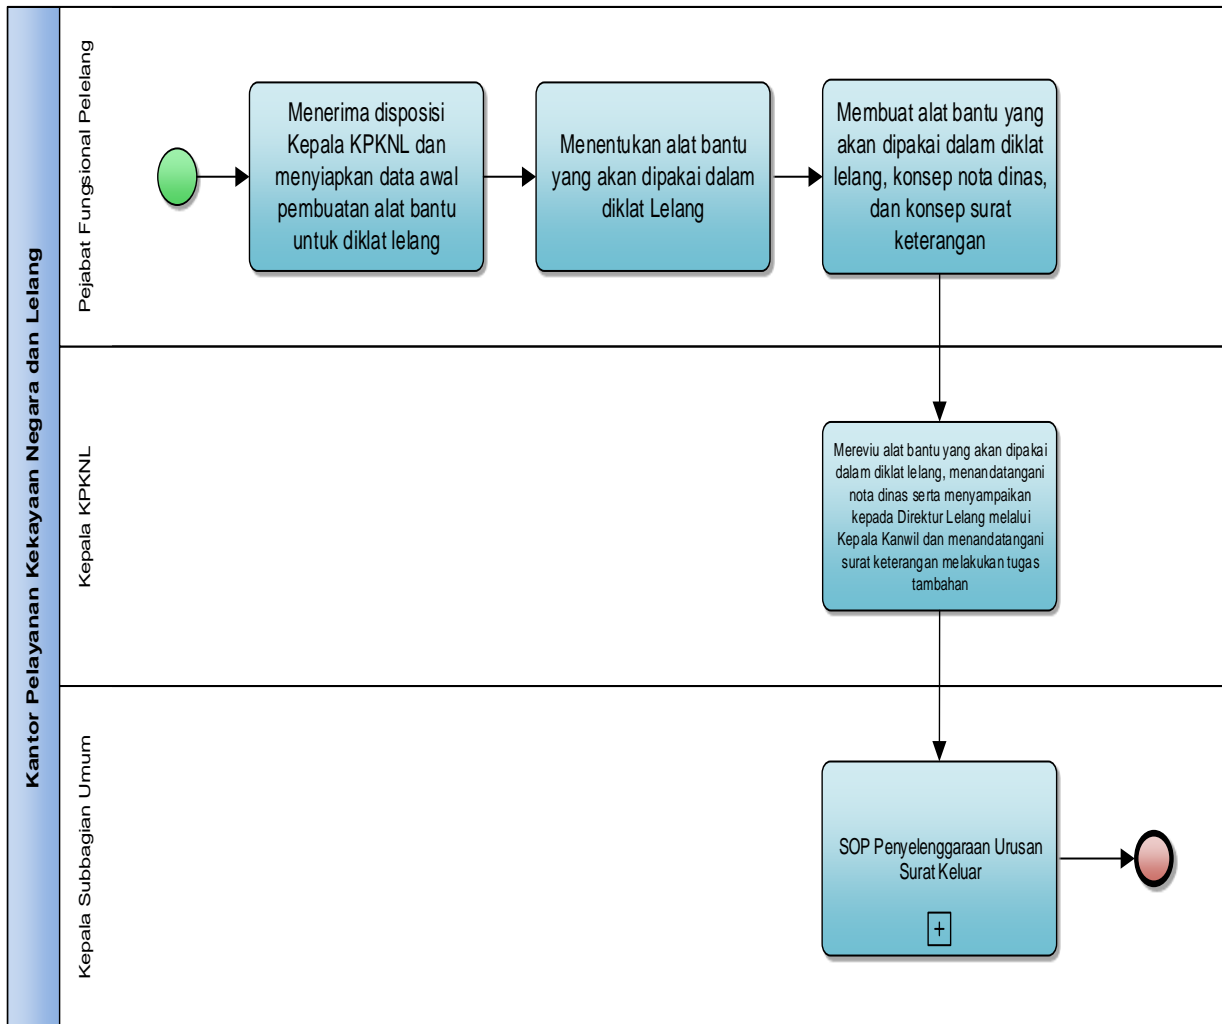 Kantor Pelayanan Kekayaan Negara dan Lelang
Pejabat Fungsional Pelelang
Menerima disposisi
Kepala KPKNL dan
menyiapkan data awal
pembuatan alat bantu
untuk diklat lelang
Menentukan alat bantu
yang akan dipakai dalam
diklat Lelang
Membuat alat bantu yang
akan dipakai dalam diklat
lelang, konsep nota dinas,
dan konsep surat
keterangan
Kepala KPKNL
Mereviu alat bantu yang akan dipakai
dalam diklat lelang, menandatangani
nota dinas serta menyampaikan
kepada Direktur Lelang melalui
Kepala Kanwil dan menandatangani
surat keterangan melakukan tugas
tambahan
Kepala Subbagian Umum
SOP Penyelenggaraan Urusan
Surat Keluar
+